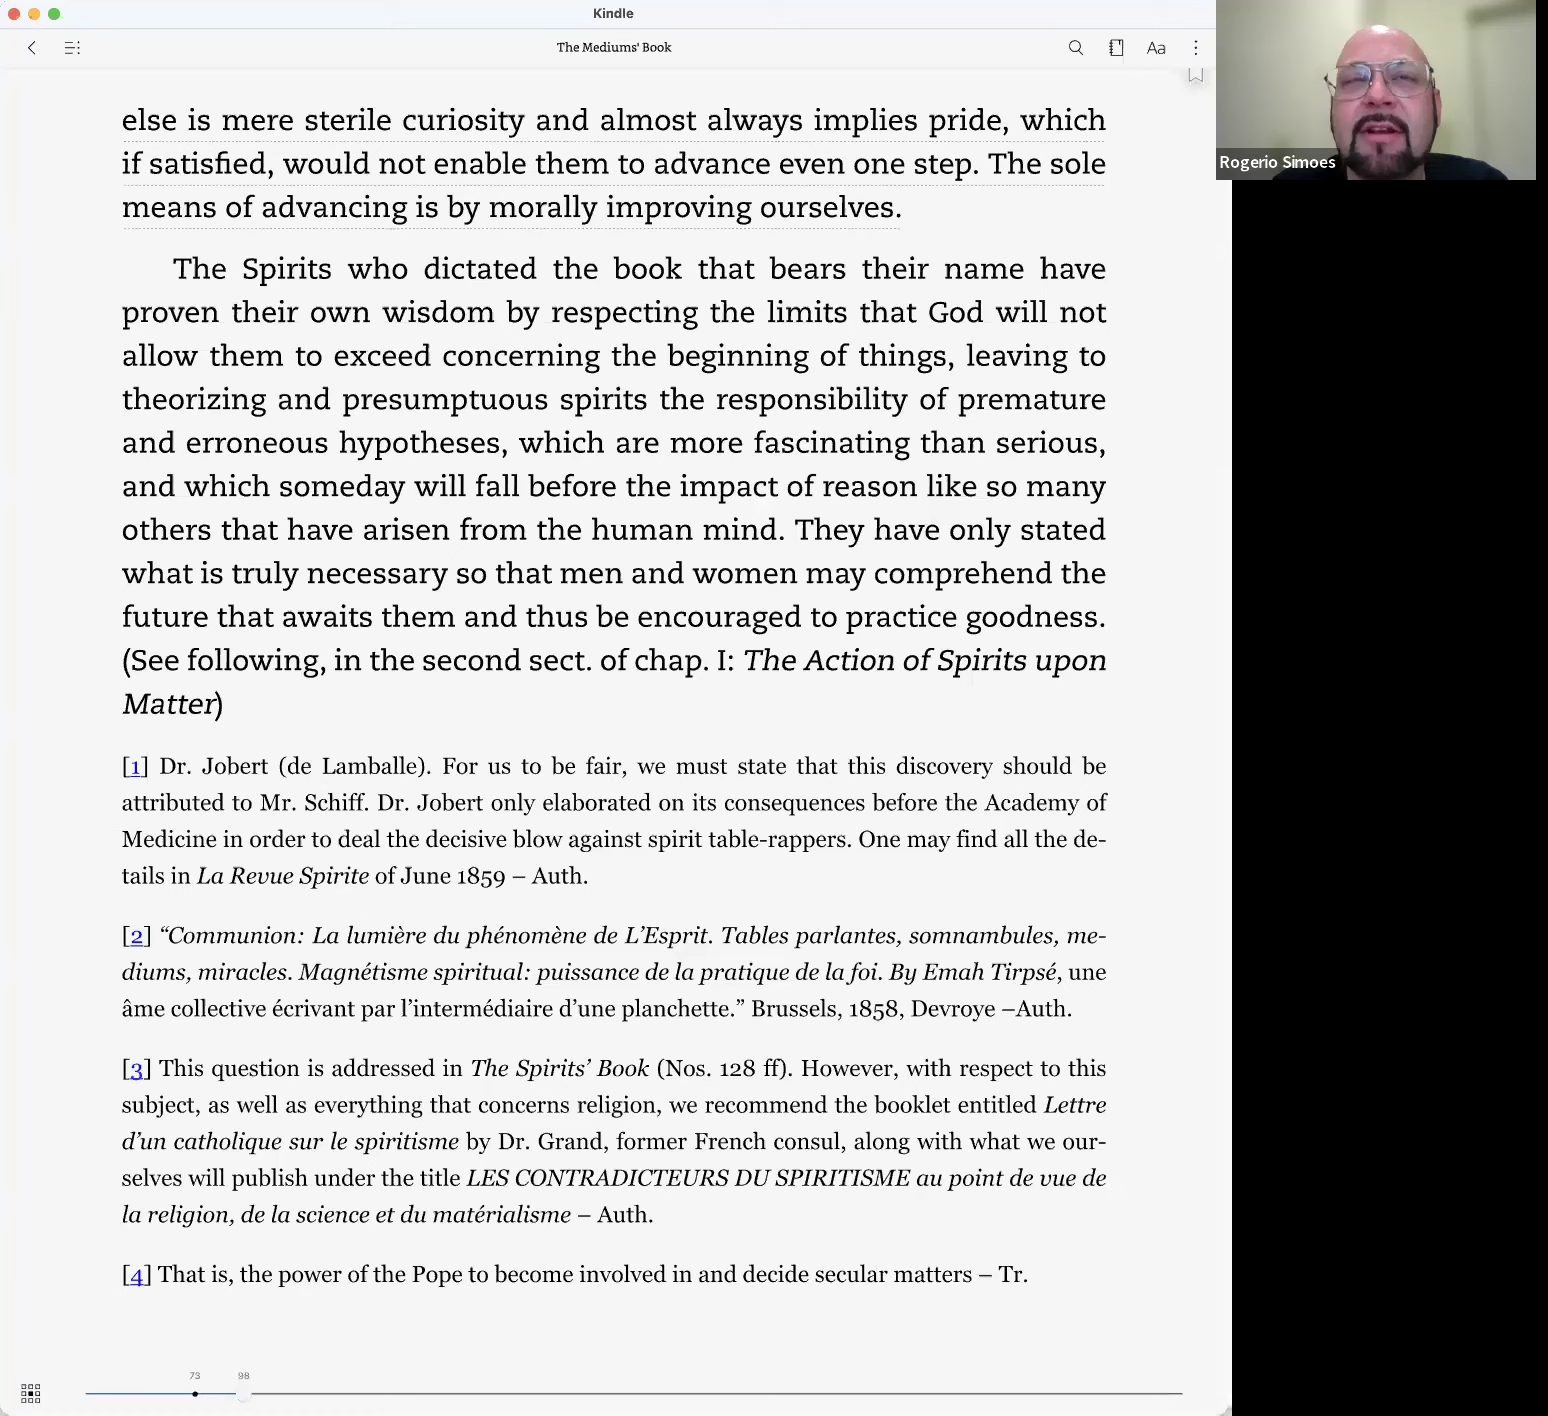 Kindle
The Mediums' Book
Aa
else is mere sterile curiosity and almost always implies pride, which
if satisfied, would not enable them to advance even one step. The sole
means of advancing is by morally improving ourselves.
The Spirits who dictated the book that bears their name have
proven their own wisdom by respecting the limits that God will not
allow them to exceed concerning the beginning of things, leaving to
theorizing and presumptuous spirits the responsibility of premature
and erroneous hypotheses, which are more fascinating than serious,
and which someday will fall before the impact of reason like so many
others that have arisen from the human mind. They have only stated
what is truly necessary so that men and women may comprehend the
future that awaits them and thus be encouraged to practice goodness.
(See following, in the second sect. of chap. I: The Action of Spirits upon
Matter)
[1] Dr. Jobert (de Lamballe). For us to be fair, we must state that this discovery should be
attributed to Mr. Schiff. Dr. Jobert only elaborated on its consequences before the Academy of
Medicine in order to deal the decisive blow against spirit table-rappers. One may find all the de-
tails in La Revue Spirite of June 1859 – Auth.
[2] “Communion: La lumière du phénomène de L’Esprit. Tables parlantes, somnambules, me-
diums, miracles. Magnétisme spiritual: puissance de la pratique de la foi. By Emah Tirpsé, une
âme collective écrivant par l’intermédiaire d’une planchette.” Brussels, 1858, Devroye –Auth.
[3] This question is addressed in The Spirits’ Book (Nos. 128 ff). However, with respect to this
subject, as well as everything that concerns religion, we recommend the booklet entitled Lettre
d’un catholique sur le spiritisme by Dr. Grand, former French consul, along with what we our-
selves will publish under the title LES CONTRADICTEURS DU SPIRITISME au point de vue de
la religion, de la science et du matérialisme – Auth.
[4] That is, the power of the Pope to become involved in and decide secular matters – Tr.
73
98
Rogerio Simoes